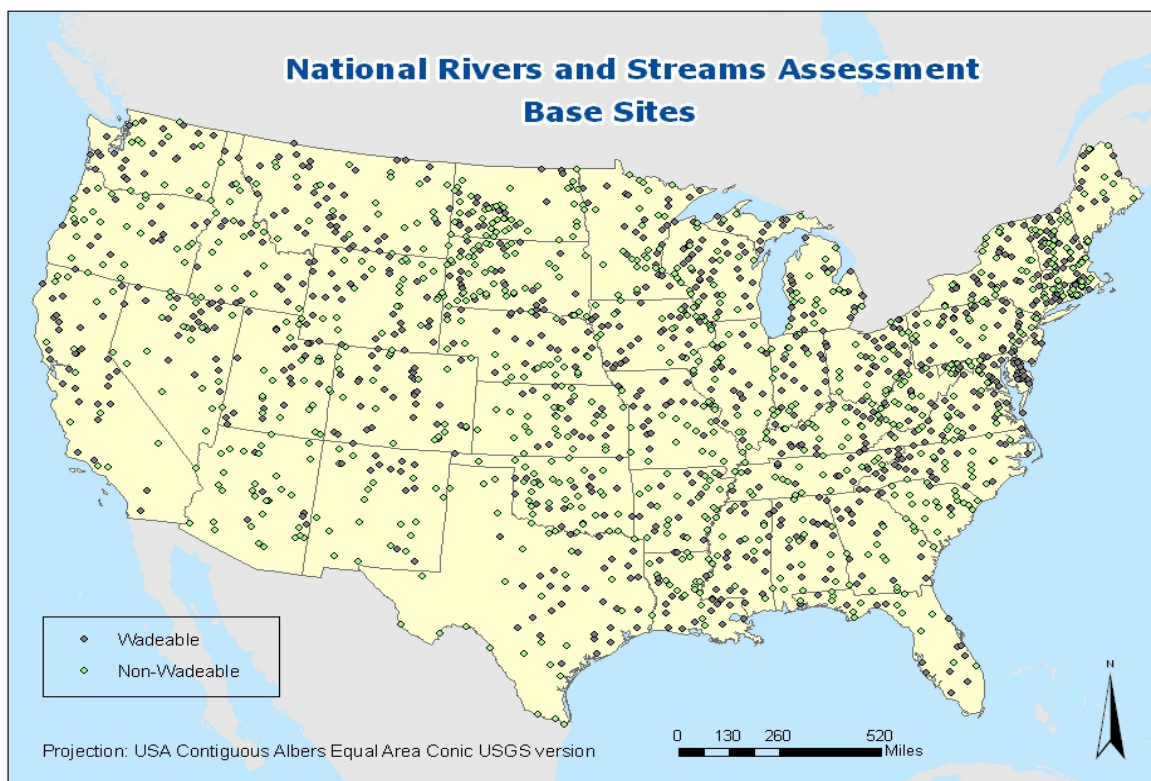 National Rivers and Streams Assessment
Base Sites
N
Wadeable
Non-Wadeable
0 130 260 520
Miles
Projection: USA Contiguous Albers Equal Area Conic USGS version